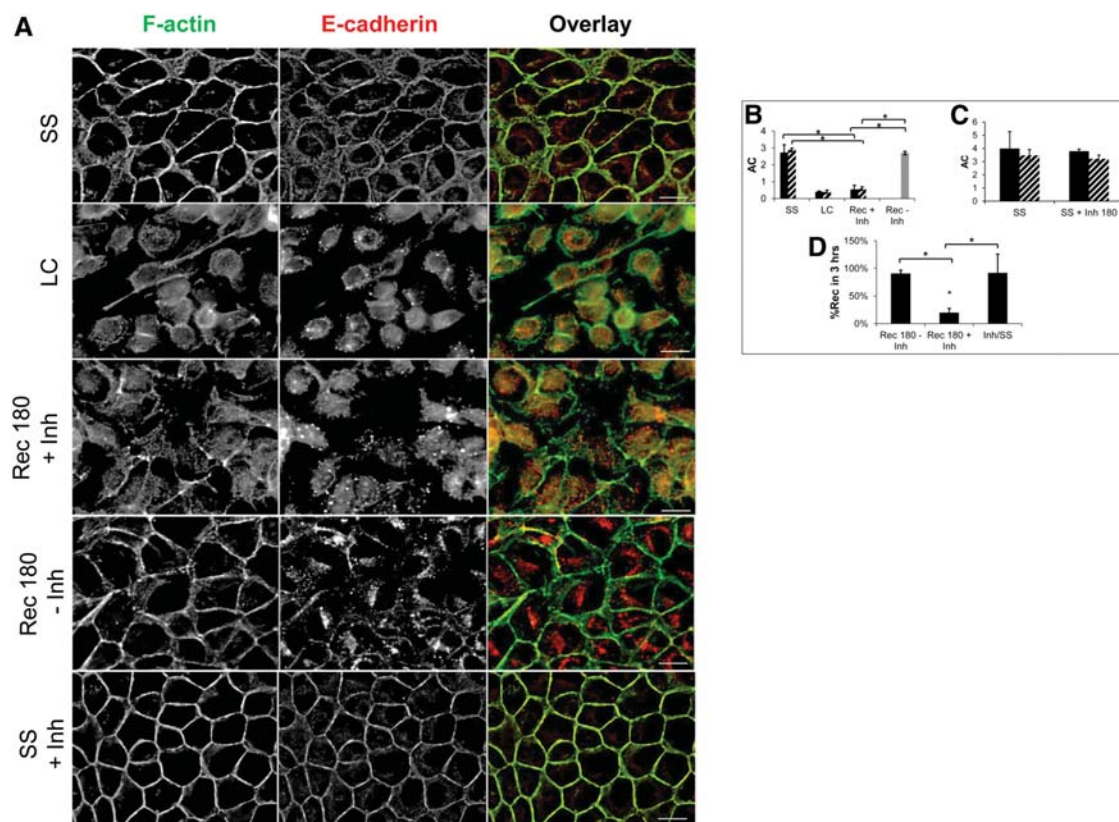 A
F-actin E-cadherin Overlay
SS
LC
Rec 180
+ Inh
Rec 180
- Inh
SS
+ Inh
B
AC
4
3
2
1
0
*
*
*
*
SS LC Rec + Rec -
Inh Inh
C
AC
6
5
4
3
2
1
0
SS SS + Inh 180
D
%Rec in 3 hrs
150%
100%
50%
0%
*
*
*
Rec 180 - Rec 180 + Inh/SS
Inh Inh